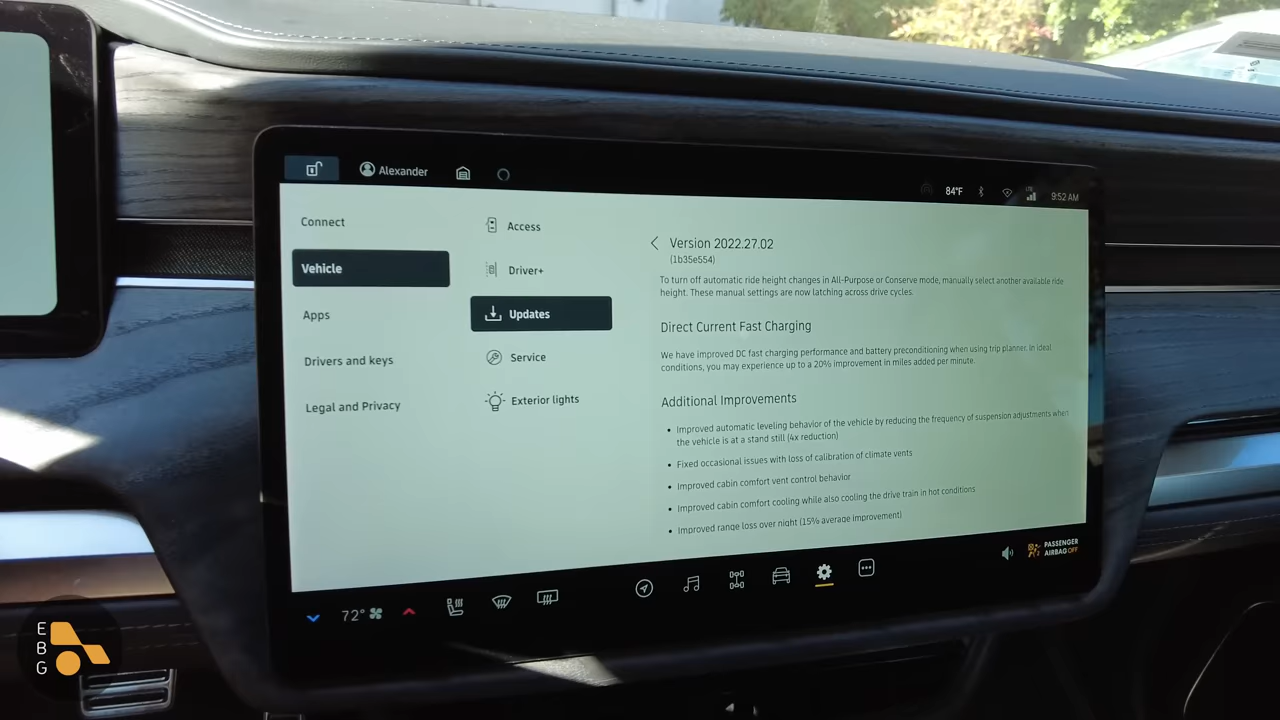 Alexander
84°F
LTE
9:52 AM
Connect
Vehicle
Apps
Drivers and keys
Legal and Privacy
Access
Driver+
Updates
Service
Exterior lights
Version 2022.27.02
(1b35e554)
To turn off automatic ride height changes in All-Purpose or Conserve mode, manually select another available ride
height. These manual settings are now latching across drive cycles.
Direct Current Fast Charging
We have improved DC fast charging performance and battery preconditioning when using trip planner. In ideal
conditions, you may experience up to a 20% improvement in miles added per minute.
Additional Improvements
• Improved automatic leveling behavior of the vehicle by reducing the frequency of suspension adjustments when
the vehicle is at a stand still (4x reduction)
• Fixed occasional issues with loss of calibration of climate vents
• Improved cabin comfort vent control behavior
• Improved cabin comfort cooling while also cooling the drive train in hot conditions
• Improved range loss over night (15% average improvement)
72°
PASSENGER
AIRBAG OFF
E
B
G